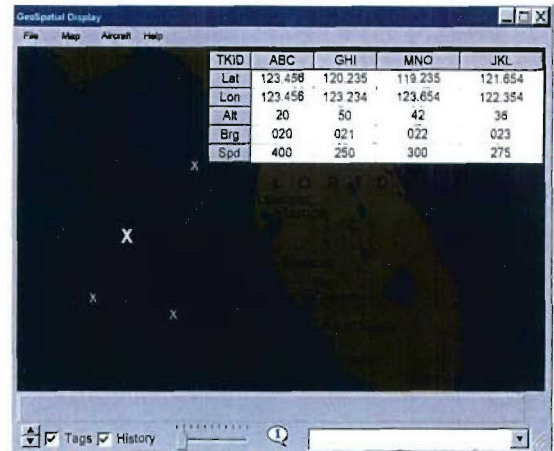 GeoSpatial Display
File Map Aircraft Help
TKID ABC GHI MNO JKL
Lat 123.456 120.235 119.235 121.654
Lon 123.456 123.234 123.654 122.354
Alt 20 50 42 36
Brg 020 021 022 023
Spd 400 250 300 275
X
L O R I D
X
X
X
Tags History